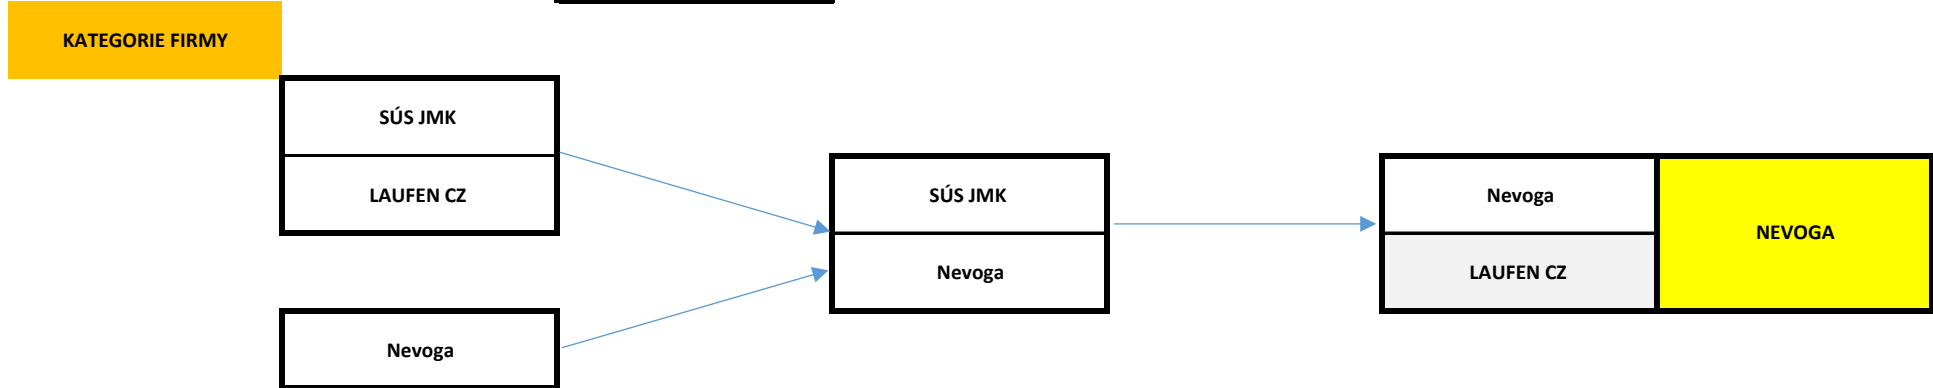 KATEGORIE FIRMY
SÚS JMK
LAUFEN CZ
Nevoga
SÚS JMK
Nevoga
Nevoga
LAUFEN CZ
NEVOGA